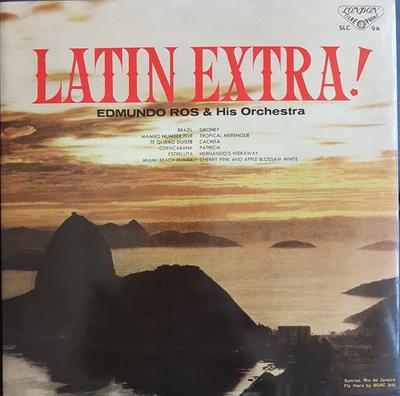 LONDON
SLC 94
LATIN EXTRA!
EDMUNDO ROS & His Orchestra
BRAZIL SIBONEY
MAMBO NUMBER FIVE TROPICAL MERENGUE
TE QUIERO DIJISTE CACHITA
COPACABANA PATRICIA
ESTRELLITA HERNANDO'S HIDEAWAY
MIAMI BEACH RUMBA CHERRY PINK AND APPLE BLOSSAM WHITE
Sunrise, Rio de Janeiro
Fly there by BOAC jets